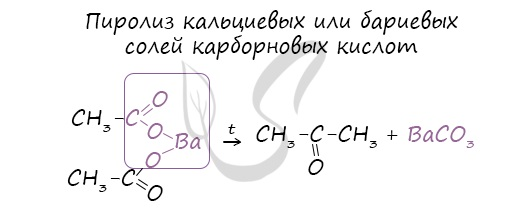 Пиролиз кальциевых или бариевых
солей карборновых кислот
CH₃-C=O
O
Ba
t
CH₃-C-CH₃ + BaCO₃
O
O
CH₃-C=O